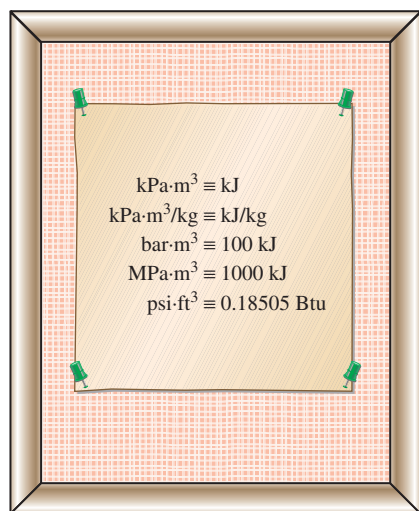 kPa·m³ ≡ kJ
kPa·m³/kg ≡ kJ/kg
bar·m³ ≡ 100 kJ
MPa·m³ ≡ 1000 kJ
psi·ft³ ≡ 0.18505 Btu